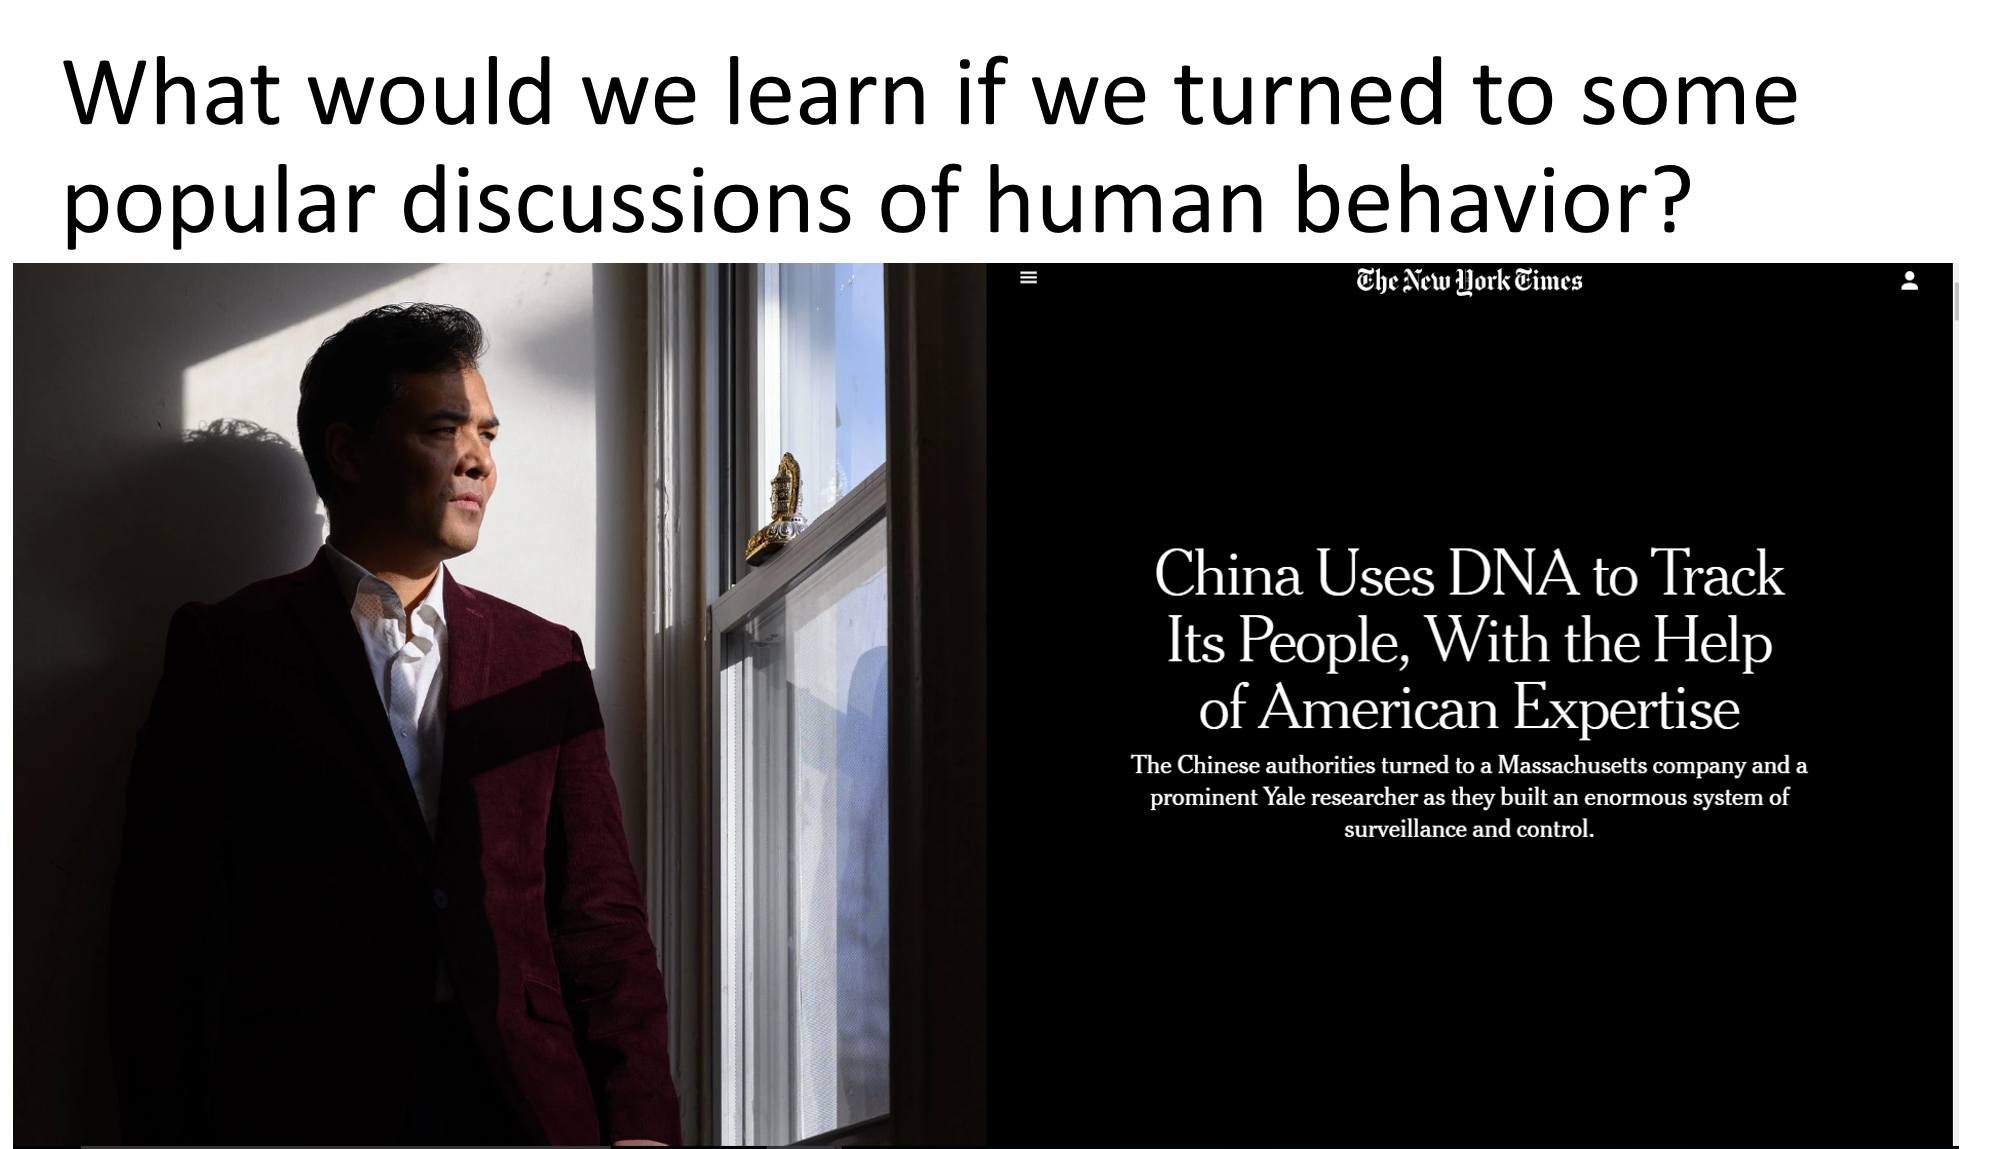 What would we learn if we turned to some
popular discussions of human behavior?
The New York Times
China Uses DNA to Track
Its People, With the Help
of American Expertise
The Chinese authorities turned to a Massachusetts company and a
prominent Yale researcher as they built an enormous system of
surveillance and control.